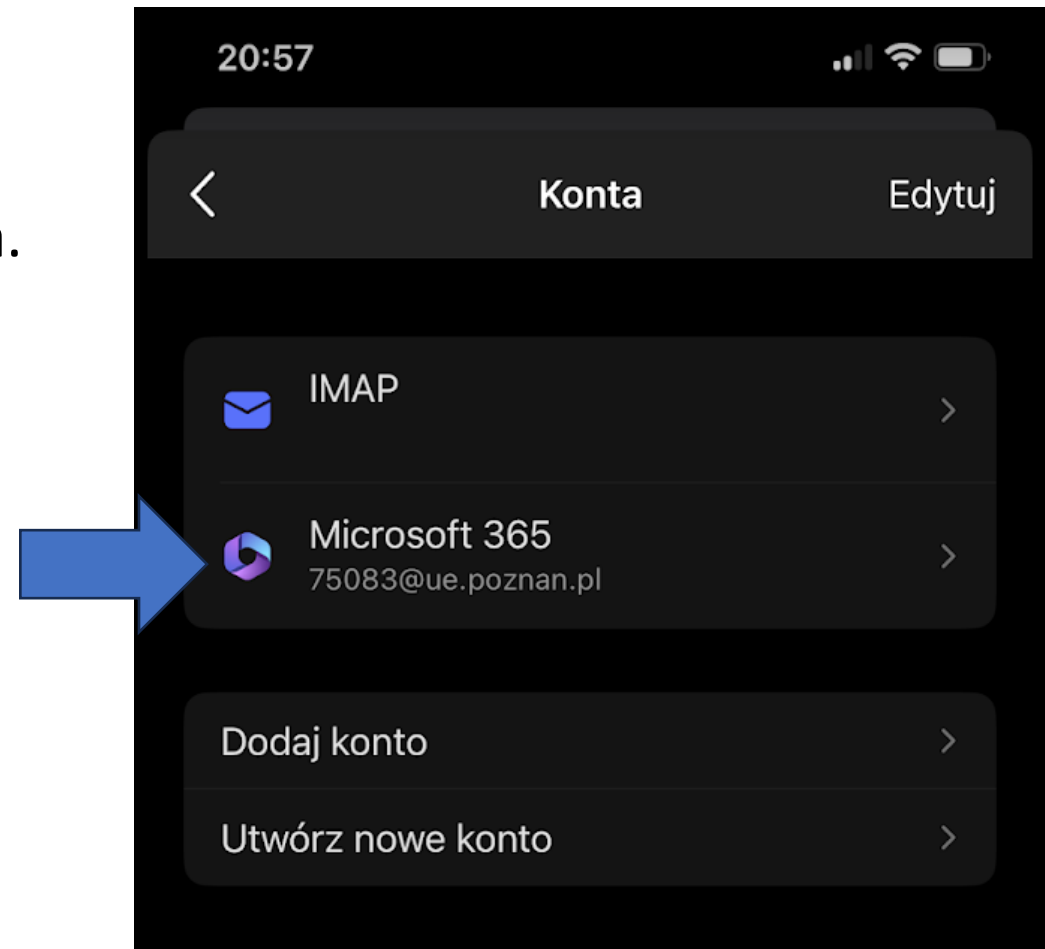 20:57
Konta
Edytuj
IMAP
Microsoft 365
75083@ue.poznan.pl
Dodaj konto
Utwórz nowe konto